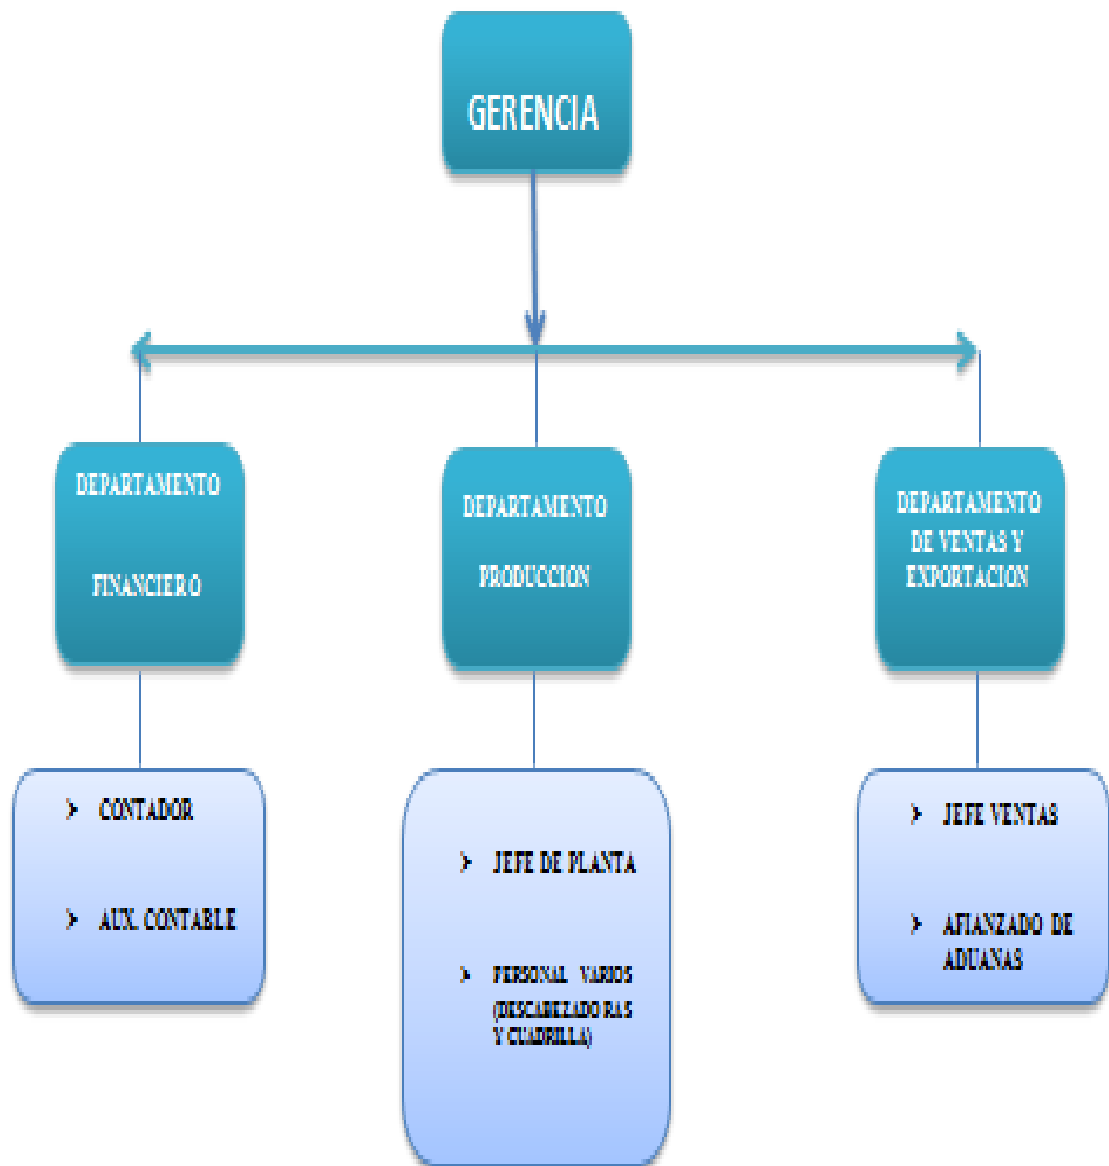 GERENCIA
DEPARTAMENTO
FINANCIERO
DEPARTAMENTO
PRODUCCION
DEPARTAMENTO
DE VENTAS Y
EXPORTACION
➢ CONTADOR
➢ AUX. CONTABLE
➢ JEFE DE PLANTA
➢ PERSONAL VARIOS
(DESCABEZADORAS
Y CUADRILLA)
➢ JEFE VENTAS
➢ AFIANZADO DE
ADUANAS